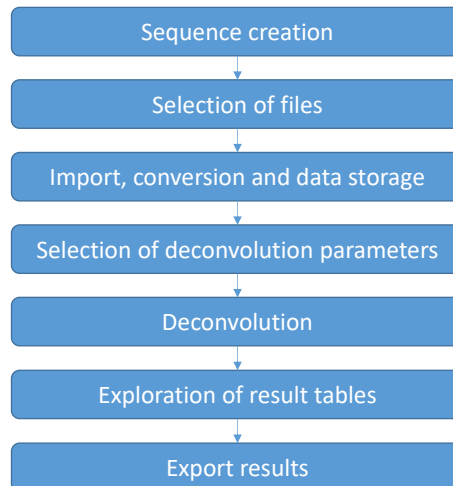 Sequence creation
Selection of files
Import, conversion and data storage
Selection of deconvolution parameters
Deconvolution
Exploration of result tables
Export results